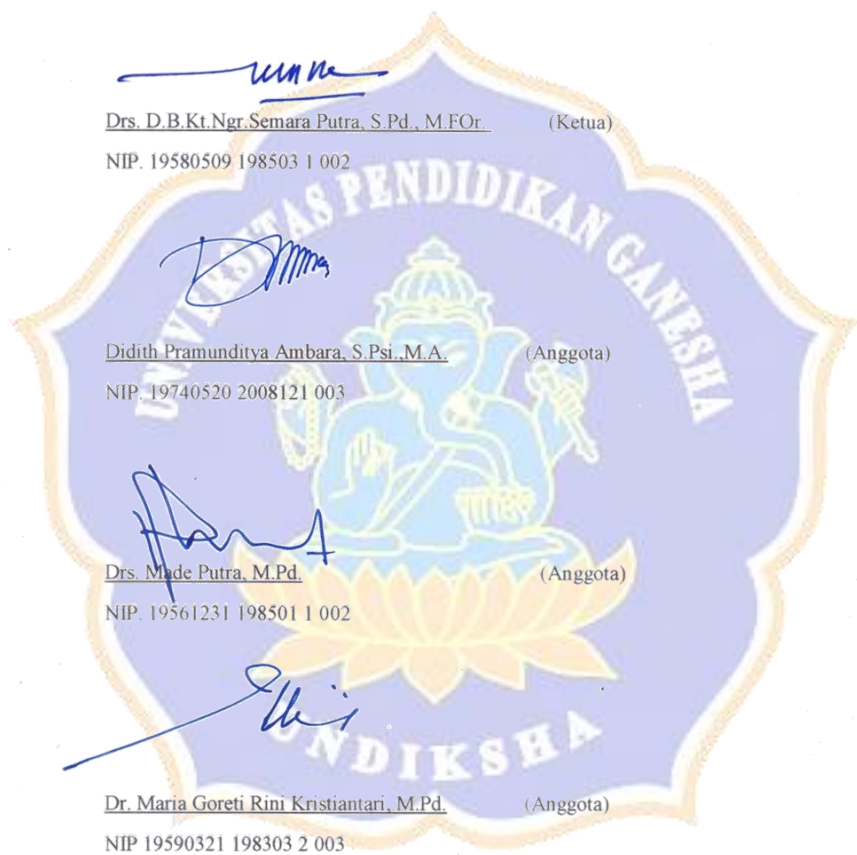 Drs. D.B.Kt.Ngr.Semara Putra, S.Pd., M.FOr. (Ketua)
NIP. 19580509 198503 1 002
UNIVERSITAS PENDIDIKAN GANESHA
Didith Pramunditya Ambara, S.Psi.,M.A. (Anggota)
NIP. 19740520 2008121 003
Drs. Made Putra, M.Pd. (Anggota)
NIP. 19561231 198501 1 002
UNDIKSHA
Dr. Maria Goreti Rini Kristiantari, M.Pd. (Anggota)
NIP 19590321 198303 2 003